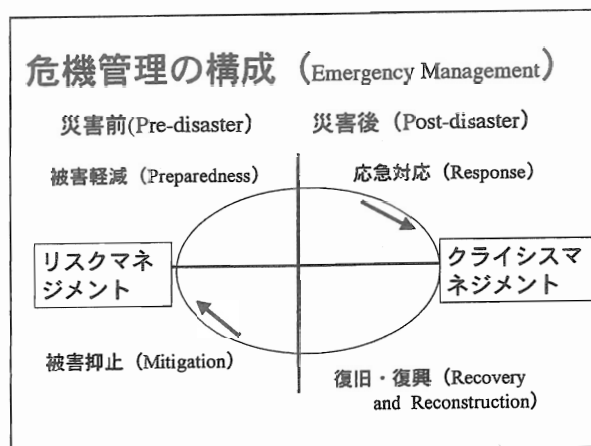 危機管理の構成（Emergency Management）
災害前(Pre-disaster)
災害後（Post-disaster）
被害軽減（Preparedness）
応急対応（Response）
リスクマネ
ジメント
クライシスマ
ネジメント
被害抑止（Mitigation）
復旧・復興（Recovery
and Reconstruction）